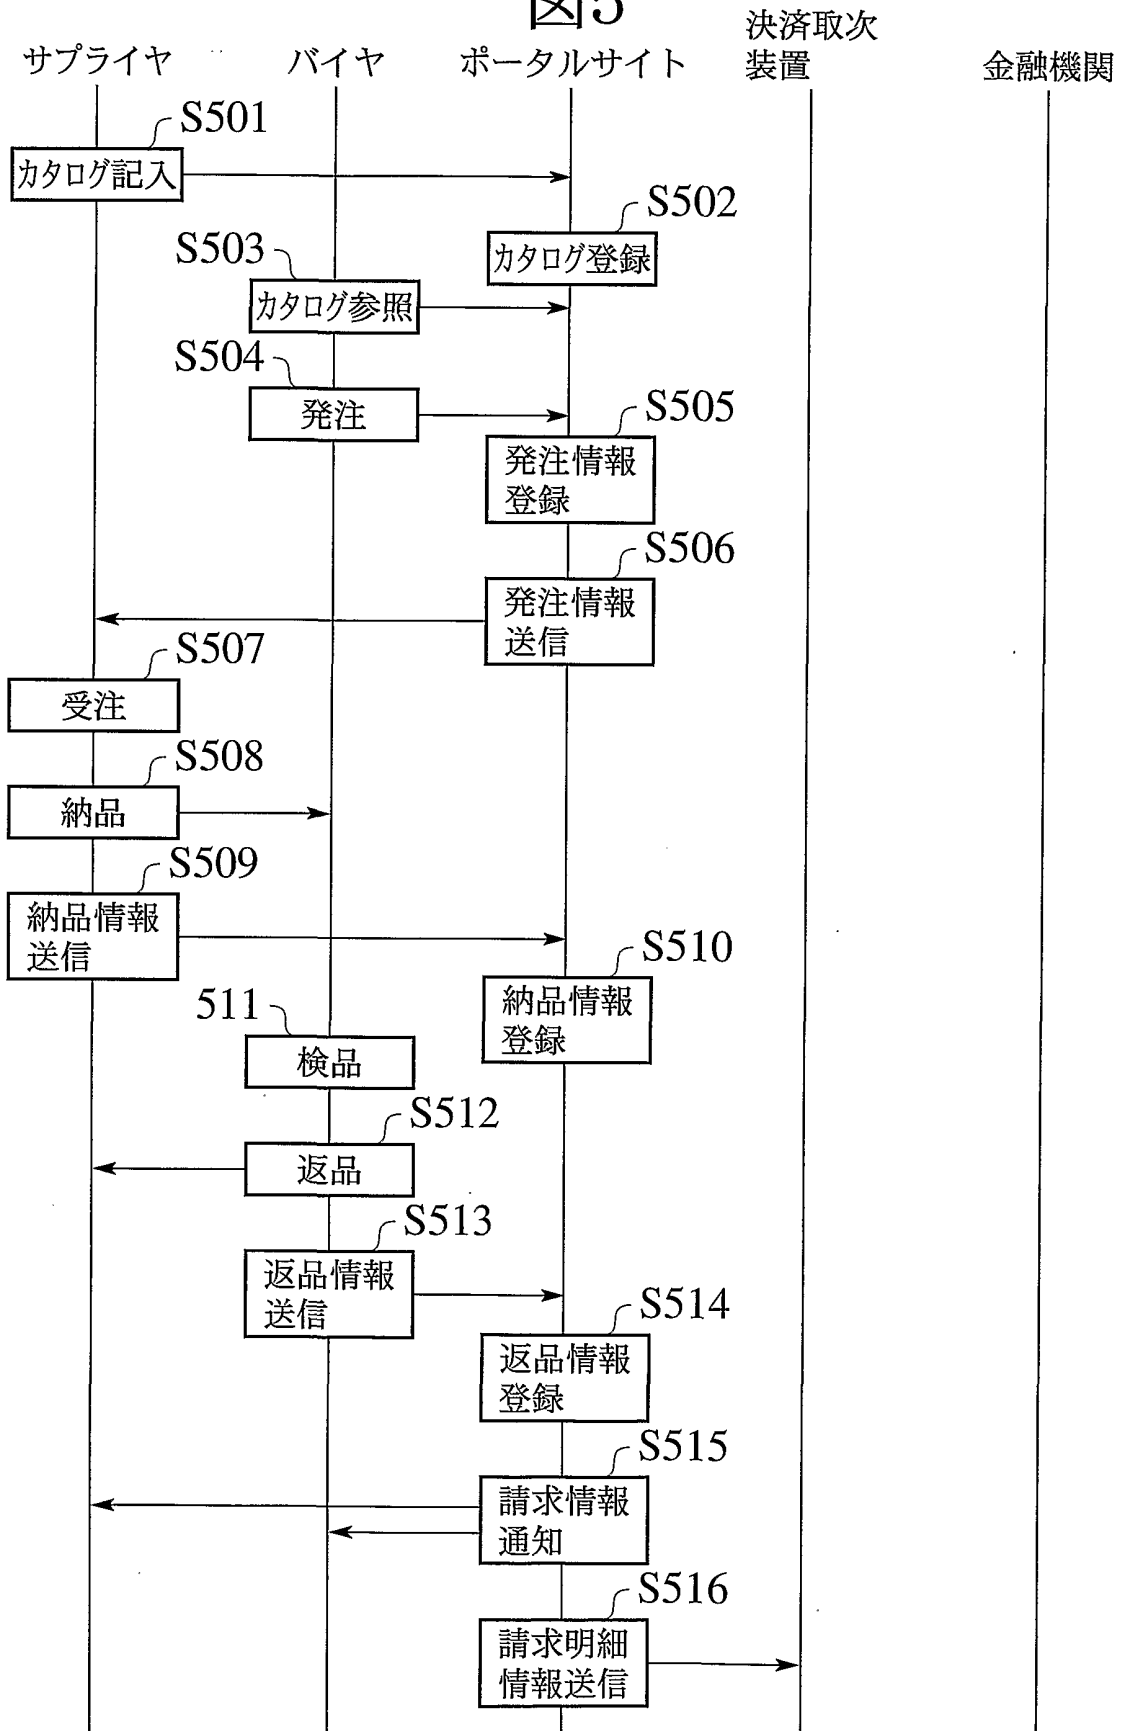 図5
サプライヤ
バイヤ
ポータルサイト
決済取次
装置
金融機関
S501
カタログ記入
S502
カタログ登録
S503
カタログ参照
S504
発注
S505
発注情報
登録
S506
発注情報
送信
S507
受注
S508
納品
S509
納品情報
送信
S510
納品情報
登録
511
検品
S512
返品
S513
返品情報
送信
S514
返品情報
登録
S515
請求情報
通知
S516
請求明細
情報送信